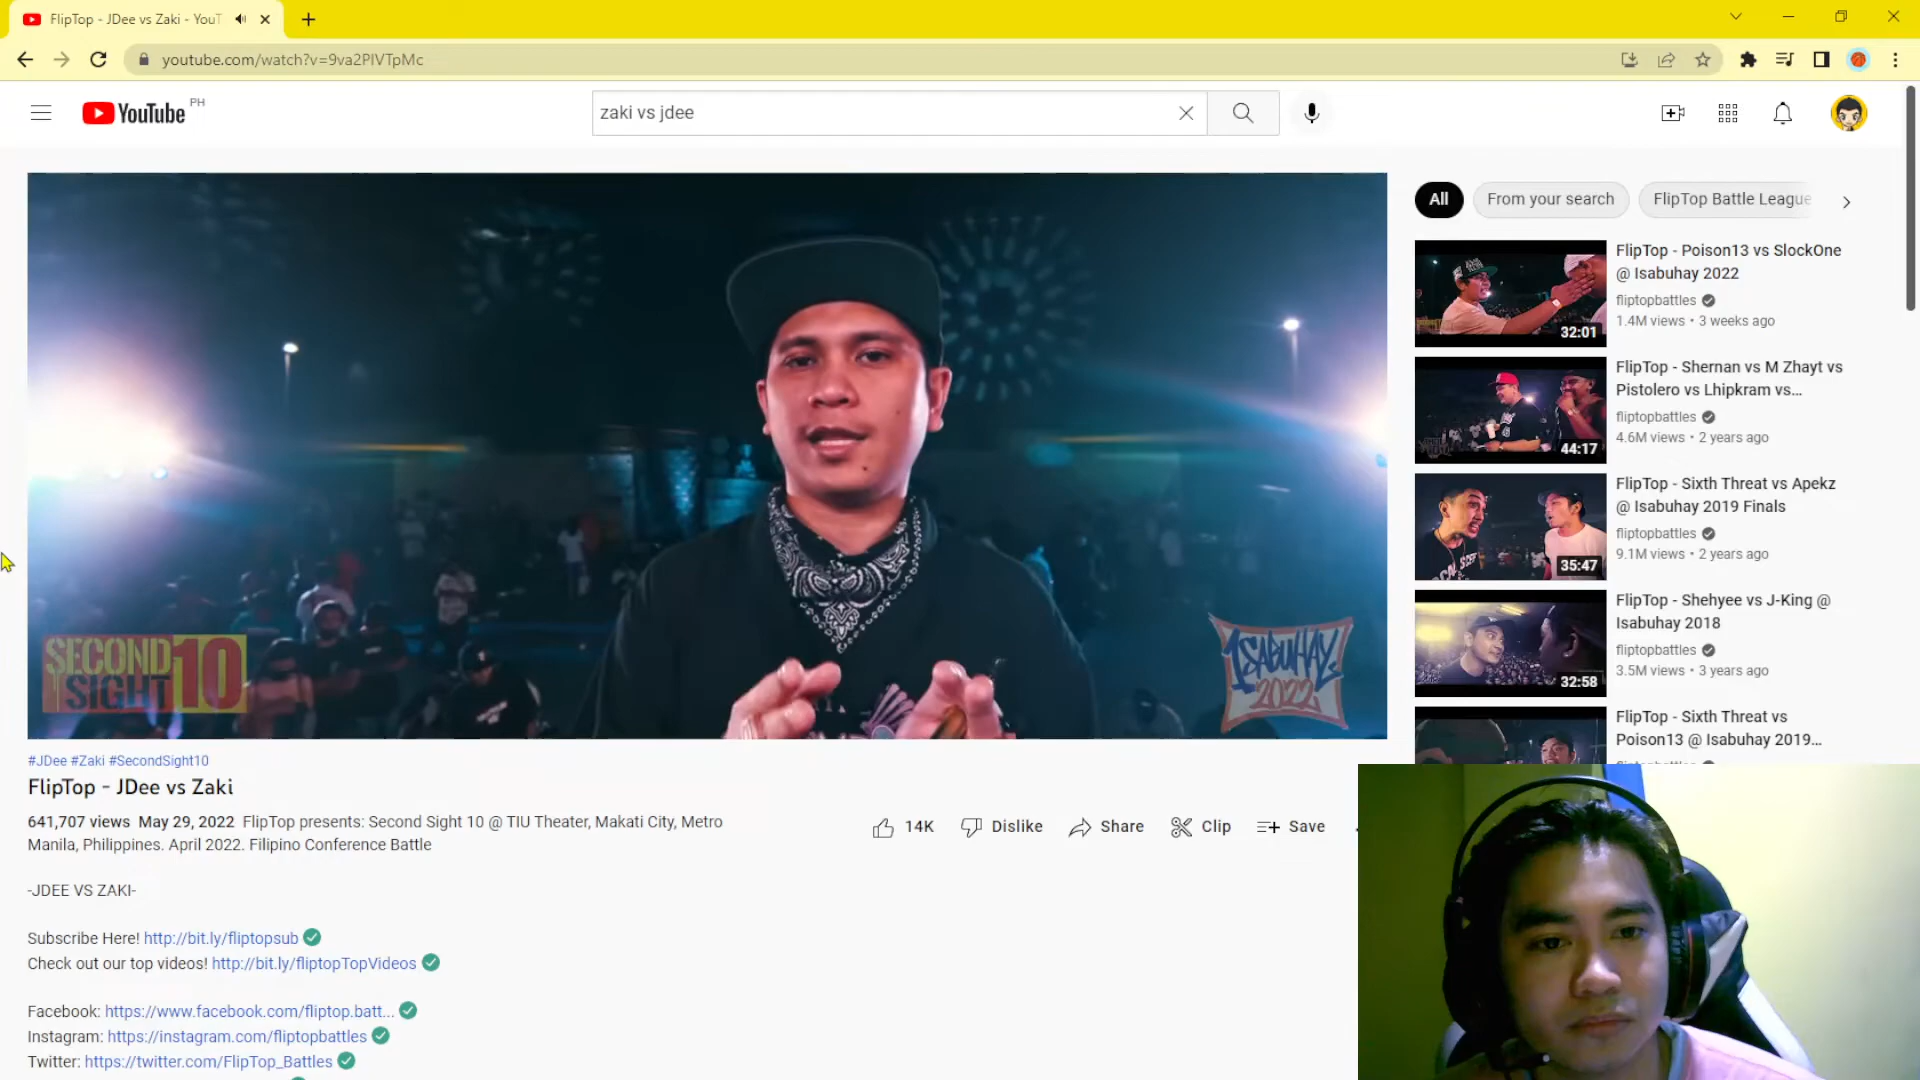 FlipTop - JDee vs Zaki - YouT
youtube.com/watch?v=9va2PIVTpMc
YouTube PH
zaki vs jdee
All
From your search
FlipTop Battle League
SECOND
SIGHT 10
ISABUHAY
2022
#JDee #Zaki #SecondSight10
FlipTop - JDee vs Zaki
641,707 views May 29, 2022 FlipTop presents: Second Sight 10 @ TIU Theater, Makati City, Metro
Manila, Philippines. April 2022. Filipino Conference Battle
14K
Dislike
Share
Clip
Save
-JDEE VS ZAKI-
Subscribe Here! http://bit.ly/fliptopsub
Check out our top videos! http://bit.ly/fliptopTopVideos
Facebook: https://www.facebook.com/fliptop.batt...
Instagram: https://instagram.com/fliptopbattles
Twitter: https://twitter.com/FlipTop_Battles
FlipTop - Poison13 vs SlockOne
@ Isabuhay 2022
fliptopbattles
1.4M views • 3 weeks ago
32:01
FlipTop - Shernan vs M Zhayt vs
Pistolero vs Lhipkram vs...
fliptopbattles
4.6M views • 2 years ago
44:17
FlipTop - Sixth Threat vs Apekz
@ Isabuhay 2019 Finals
fliptopbattles
9.1M views • 2 years ago
35:47
FlipTop - Shehyee vs J-King @
Isabuhay 2018
fliptopbattles
3.5M views • 3 years ago
32:58
FlipTop - Sixth Threat vs
Poison13 @ Isabuhay 2019...